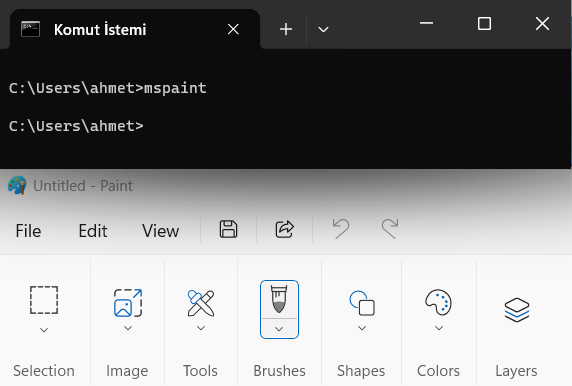 Komut İstemi
C:\Users\ahmet>mspaint
C:\Users\ahmet>
Untitled - Paint
File Edit View
Selection Image Tools Brushes Shapes Colors Layers